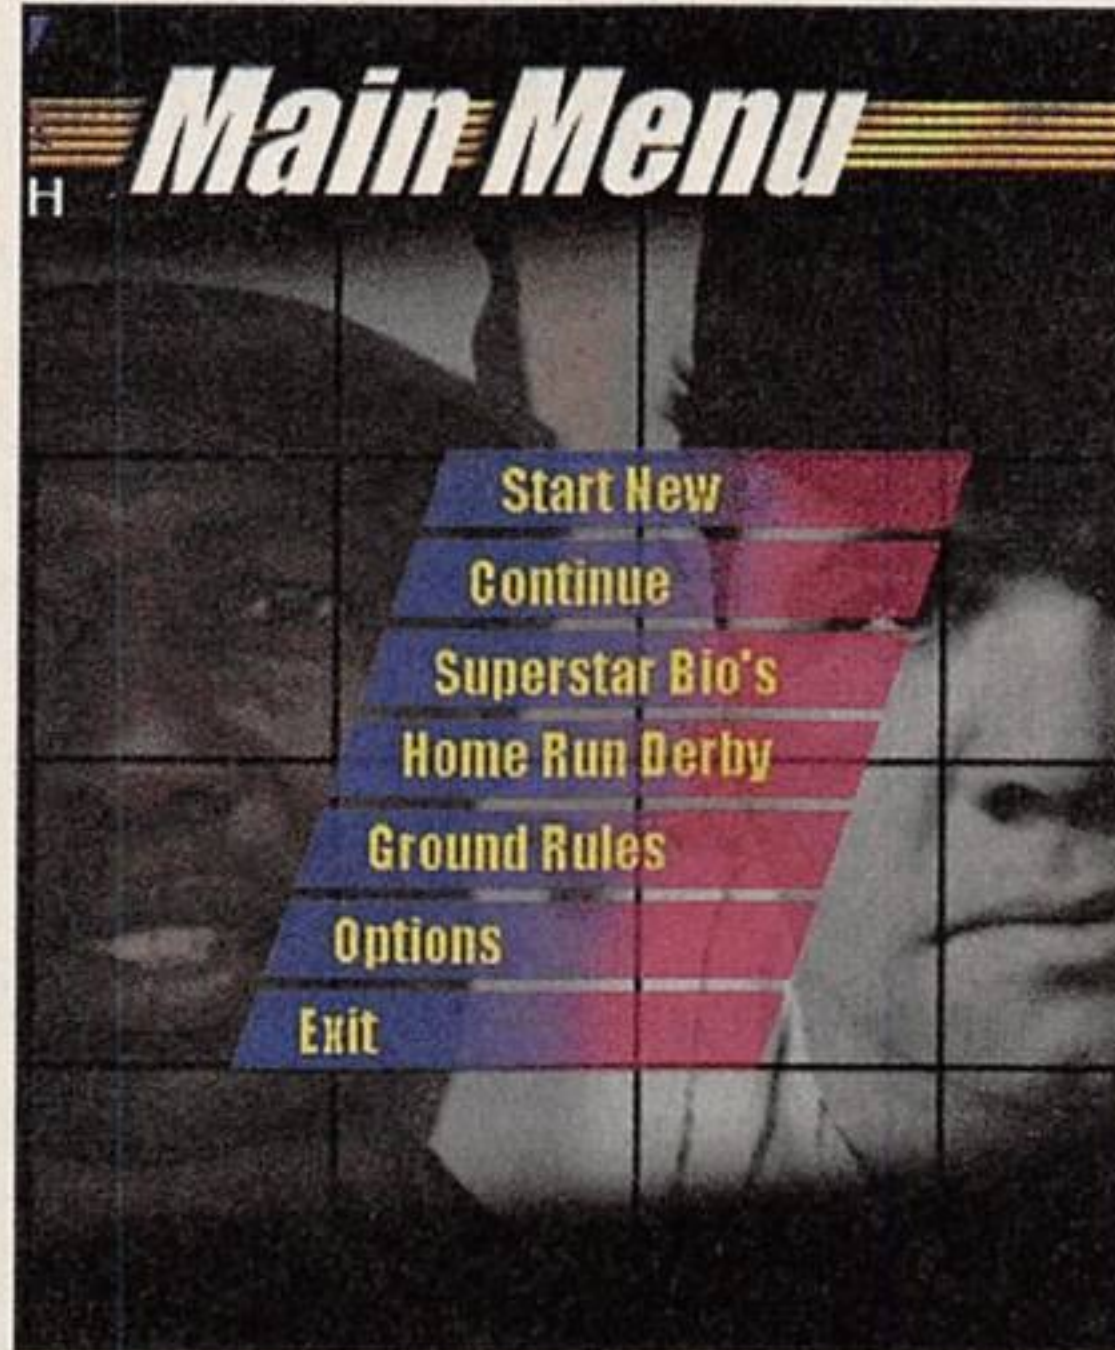 Main Menu
H
Start New
Continue
Superstar Bio's
Home Run Derby
Ground Rules
Options
Exit